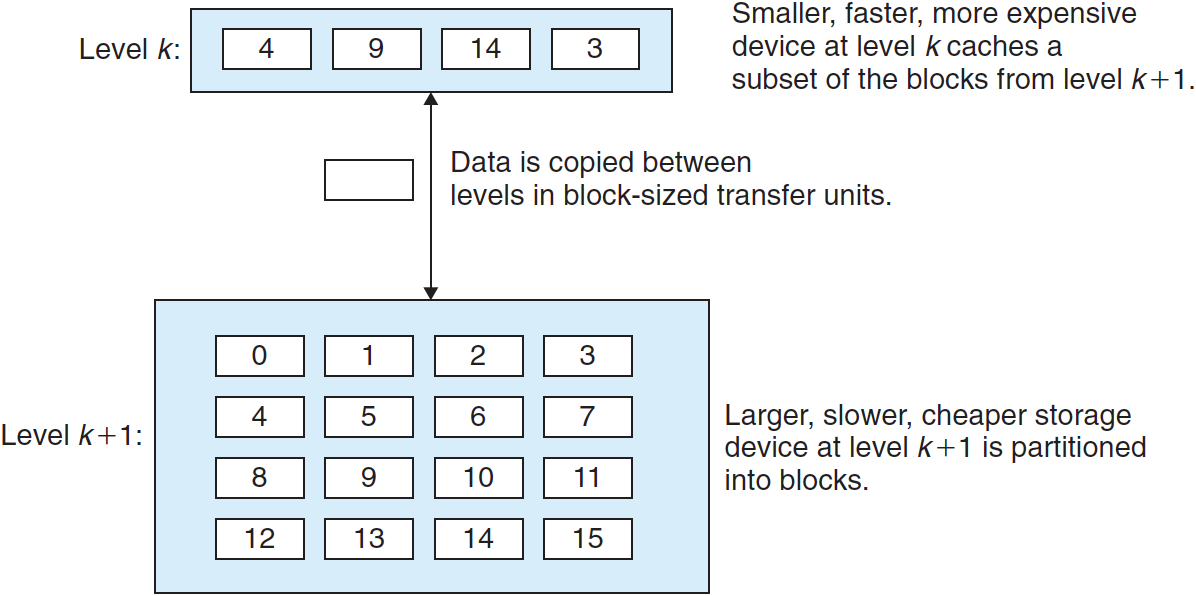 Smaller, faster, more expensive
device at level k caches a
subset of the blocks from level k+1.
Level k:
4 9 14 3
Data is copied between
levels in block-sized transfer units.
0 1 2 3
4 5 6 7
Level k+1:
8 9 10 11
12 13 14 15
Larger, slower, cheaper storage
device at level k+1 is partitioned
into blocks.